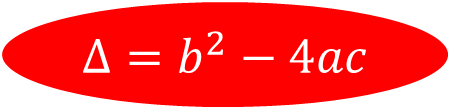 Δ = b² − 4ac